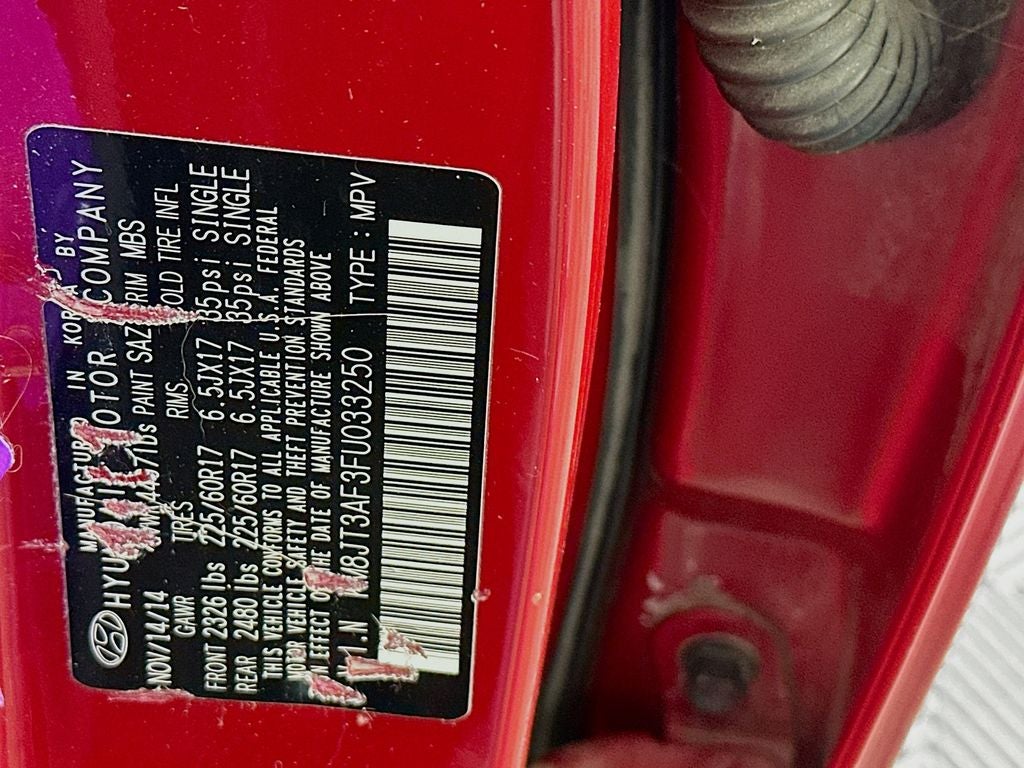 MANUFACTURED IN KOREA BY
HYUNDAI MOTOR COMPANY
NOV/14/14 lbs PAINT SAZ RIM MBS
GAWR TIRES RIMS COLD TIRE INFL
FRONT 2326 lbs 225/60R17 6.5JX17 35psi SINGLE
REAR 2480 lbs 225/60R17 6.5JX17 35psi SINGLE
THIS VEHICLE CONFORMS TO ALL APPLICABLE U.S.A. FEDERAL
MOTOR VEHICLE SAFETY AND THEFT PREVENTION STANDARDS
IN EFFECT ON THE DATE OF MANUFACTURE SHOWN ABOVE
KM8JT3AF3FU033250 TYPE : MPV